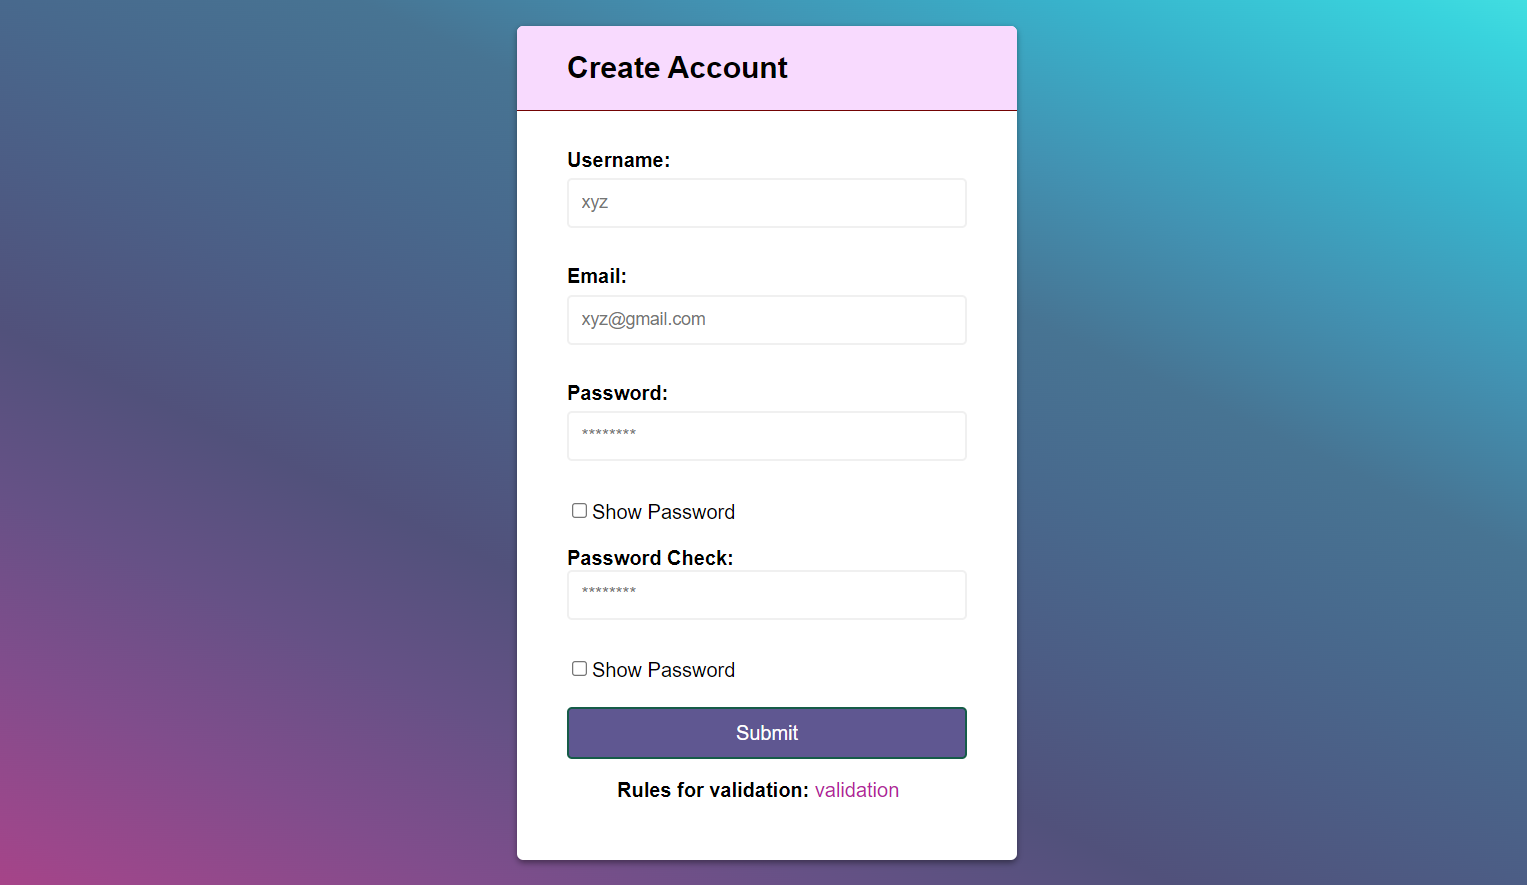 Create Account
Username:
xyz
Email:
xyz@gmail.com
Password:
********
Show Password
Password Check:
********
Show Password
Submit
Rules for validation: validation